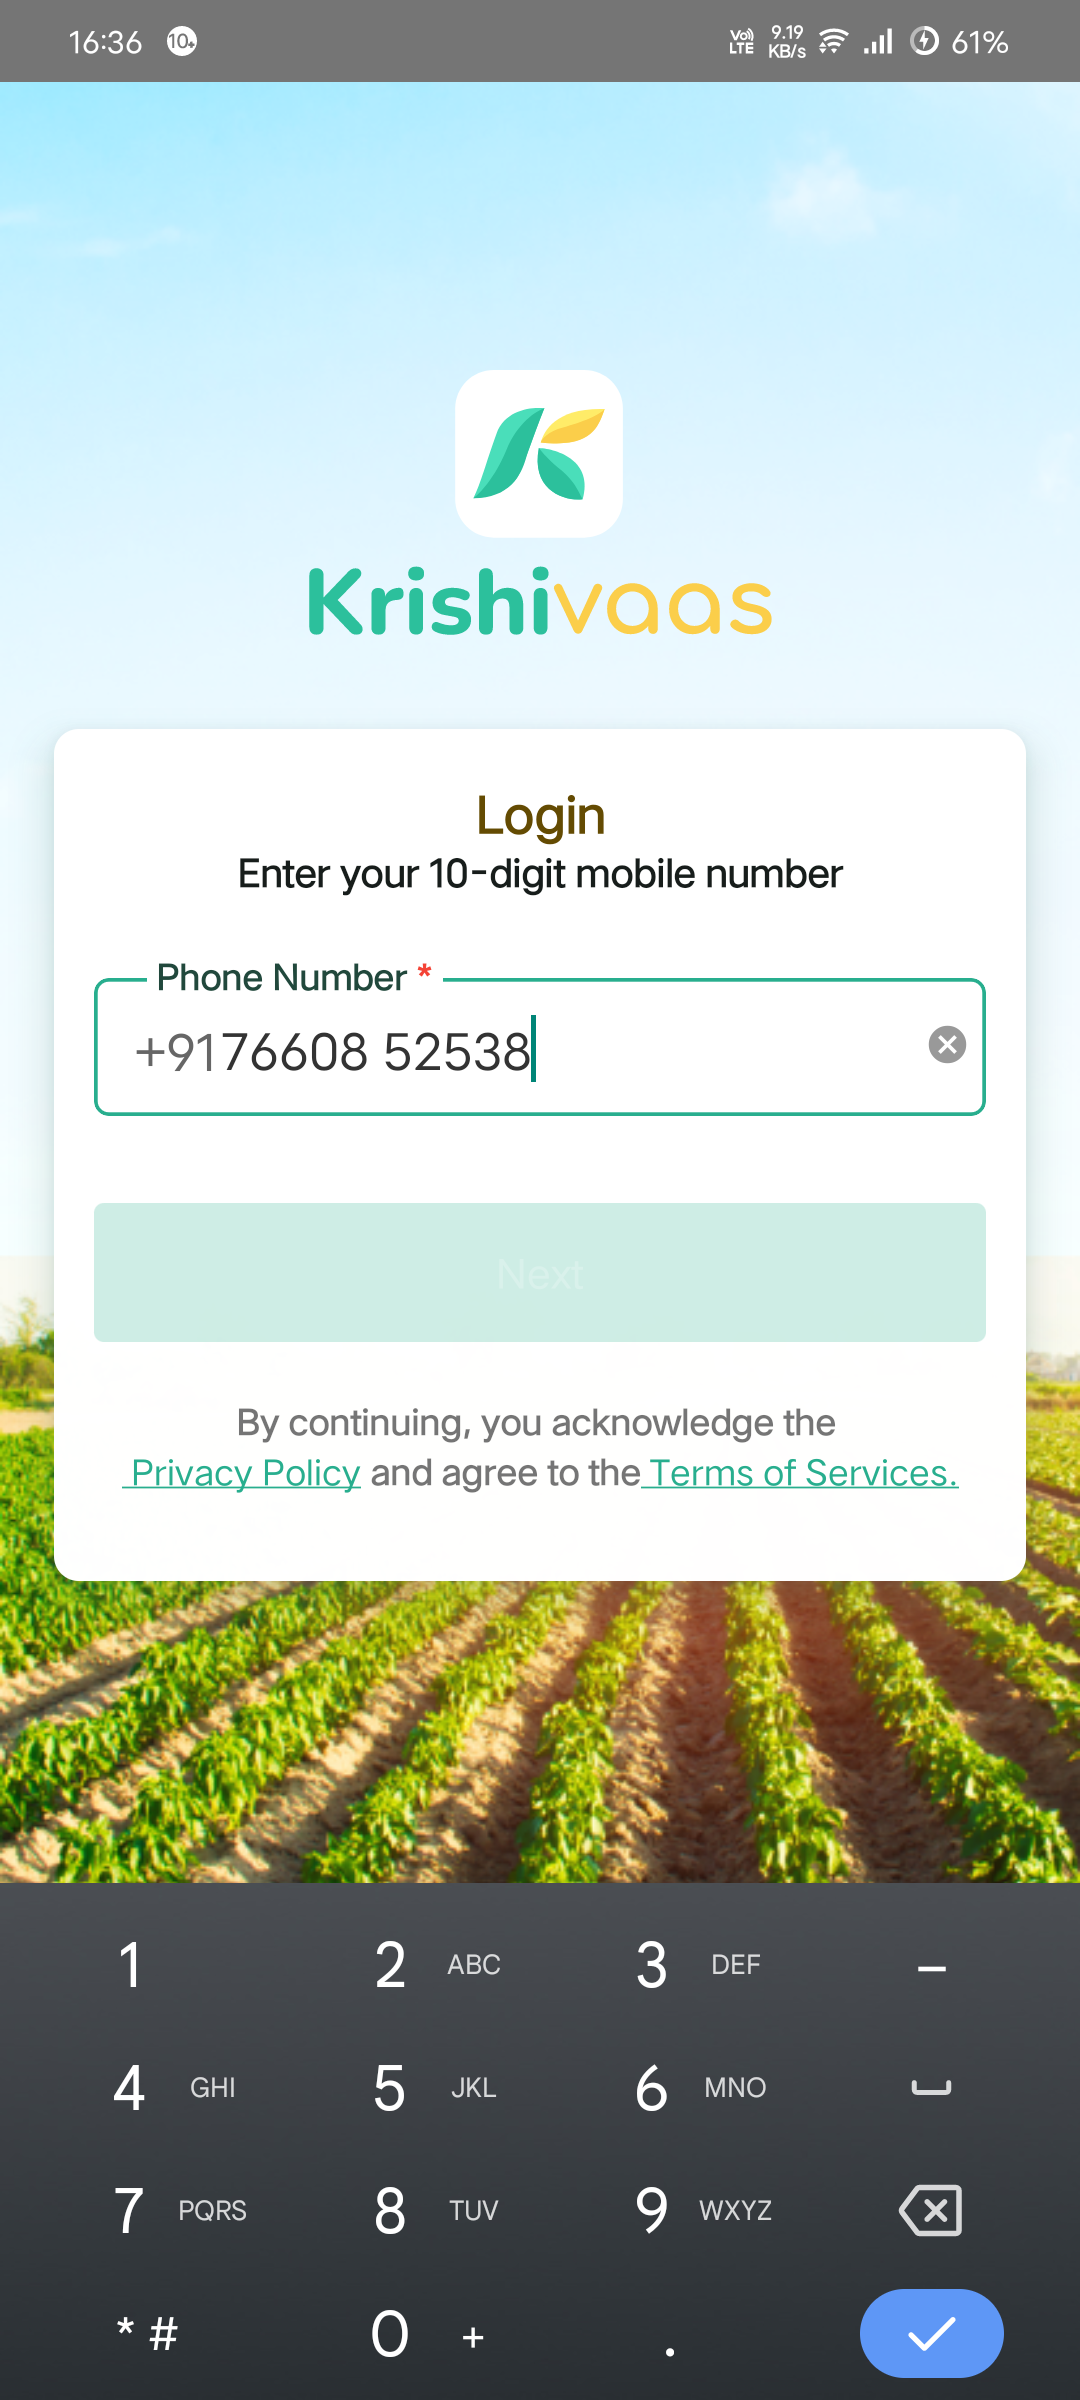 16:36 10+ Vo) LTE 9.19 KB/s 61%
Krishivaas
Login
Enter your 10-digit mobile number
Phone Number *
+9176608 52538
Next
By continuing, you acknowledge the
Privacy Policy and agree to the Terms of Services.
1 2 ABC 3 DEF –
4 GHI 5 JKL 6 MNO
7 PQRS 8 TUV 9 WXYZ
* # 0 + .